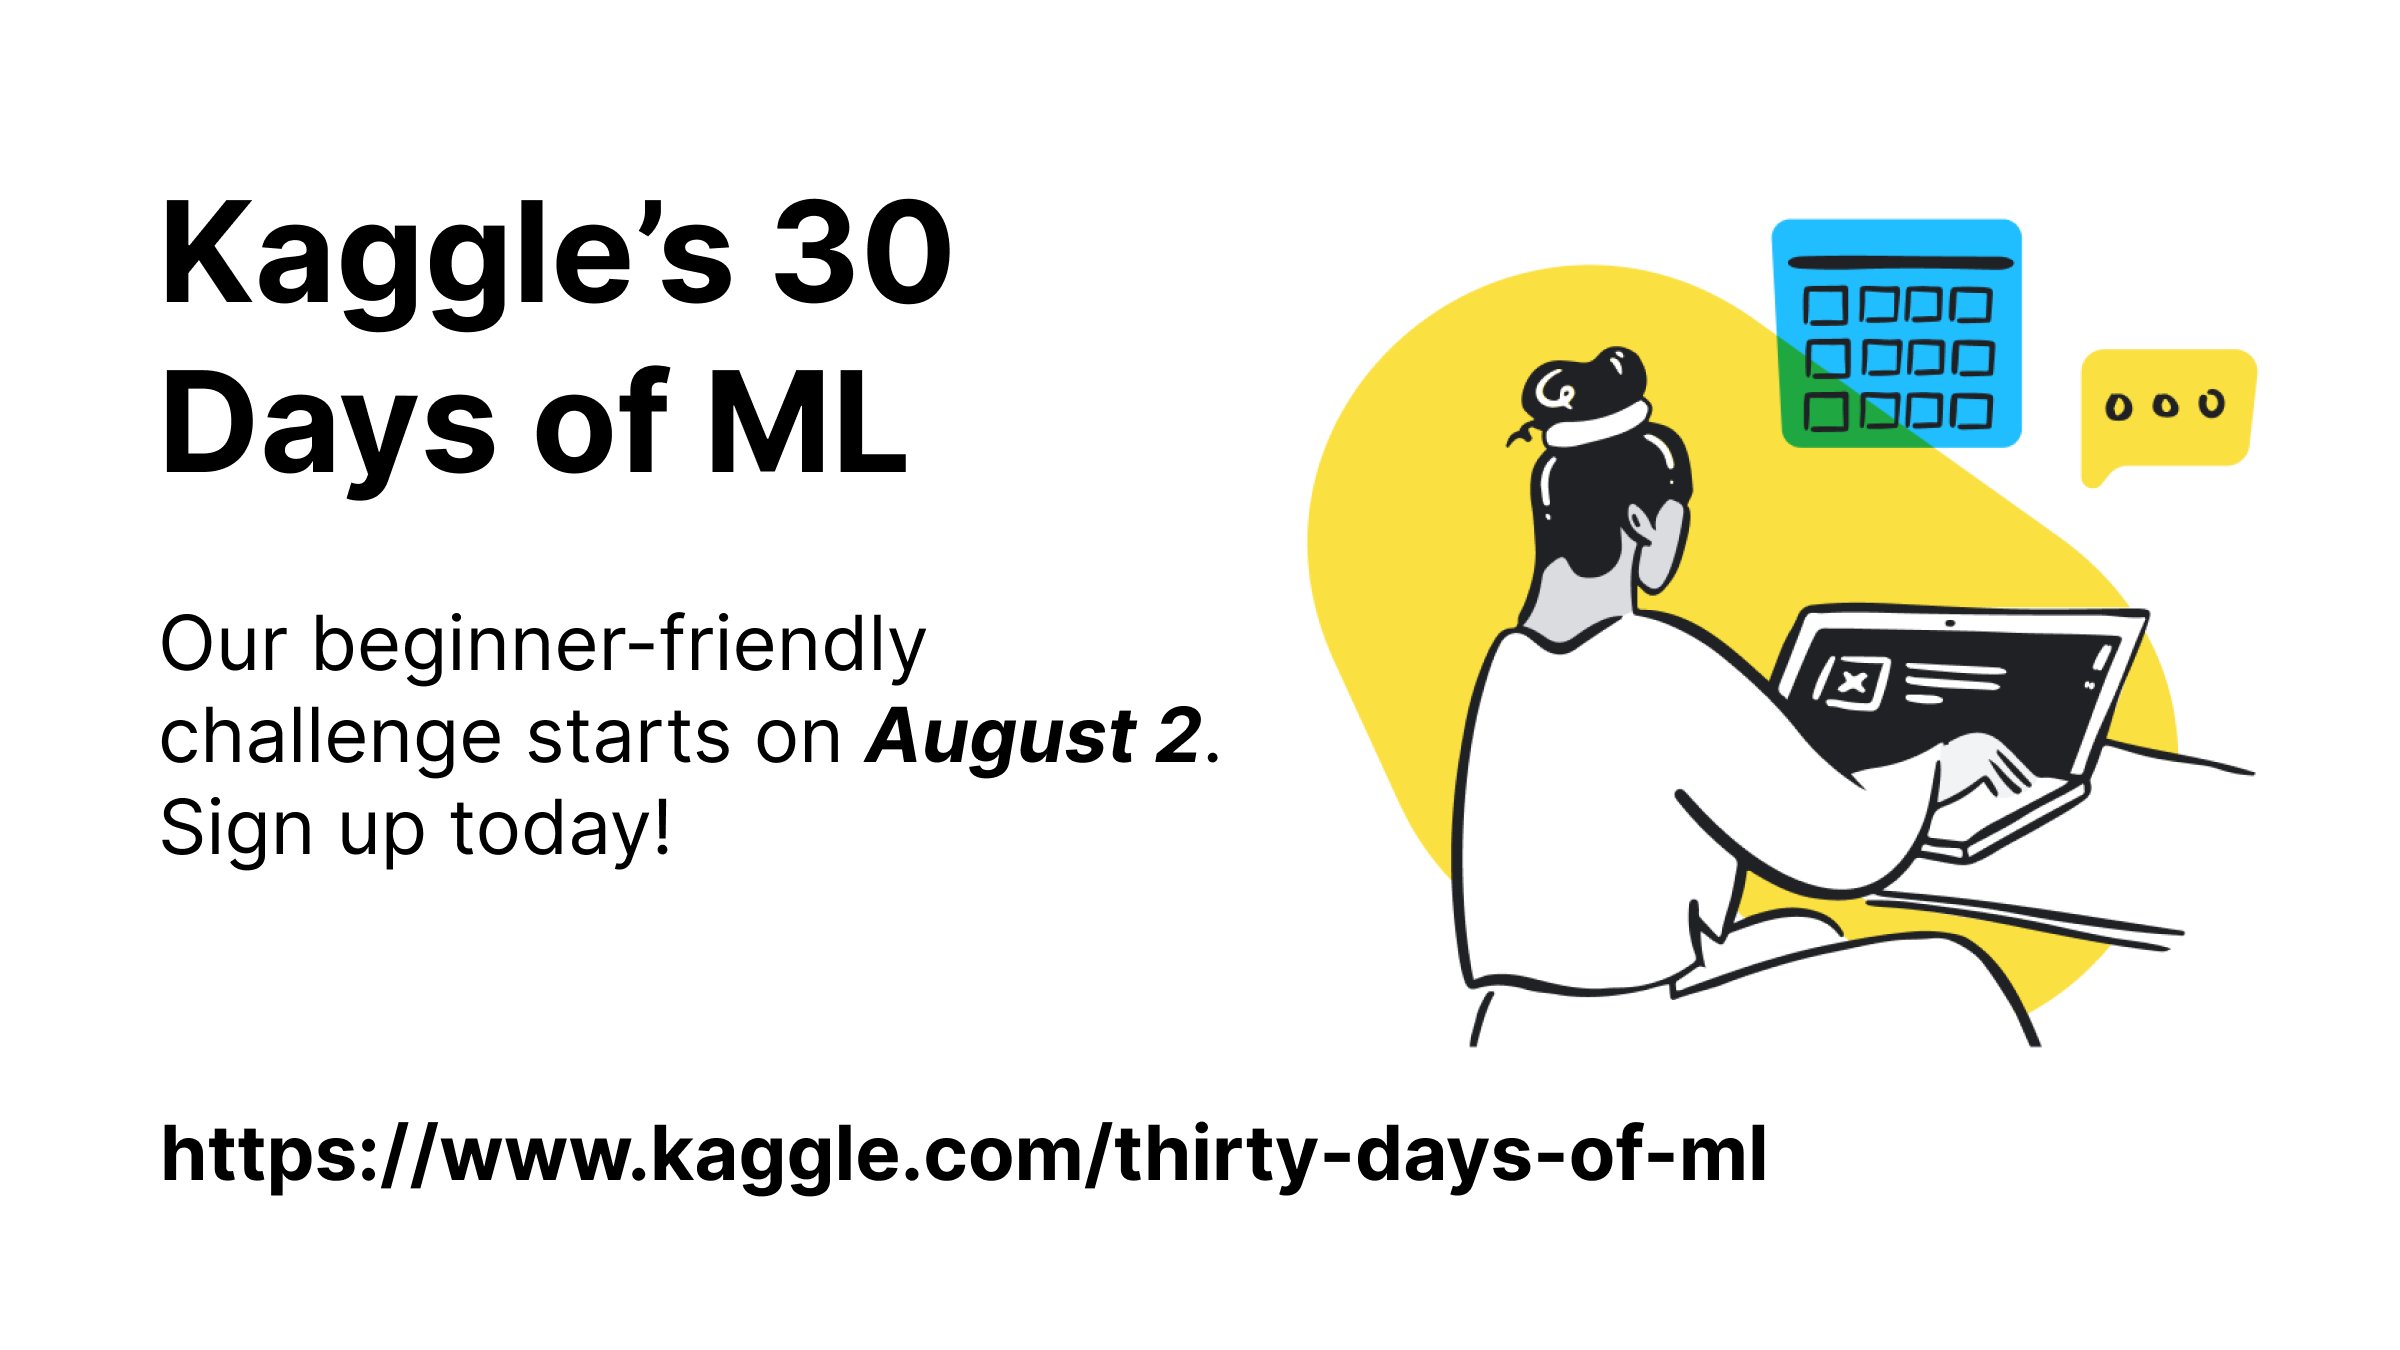 Kaggle’s 30
Days of ML
Our beginner-friendly
challenge starts on August 2.
Sign up today!
https://www.kaggle.com/thirty-days-of-ml